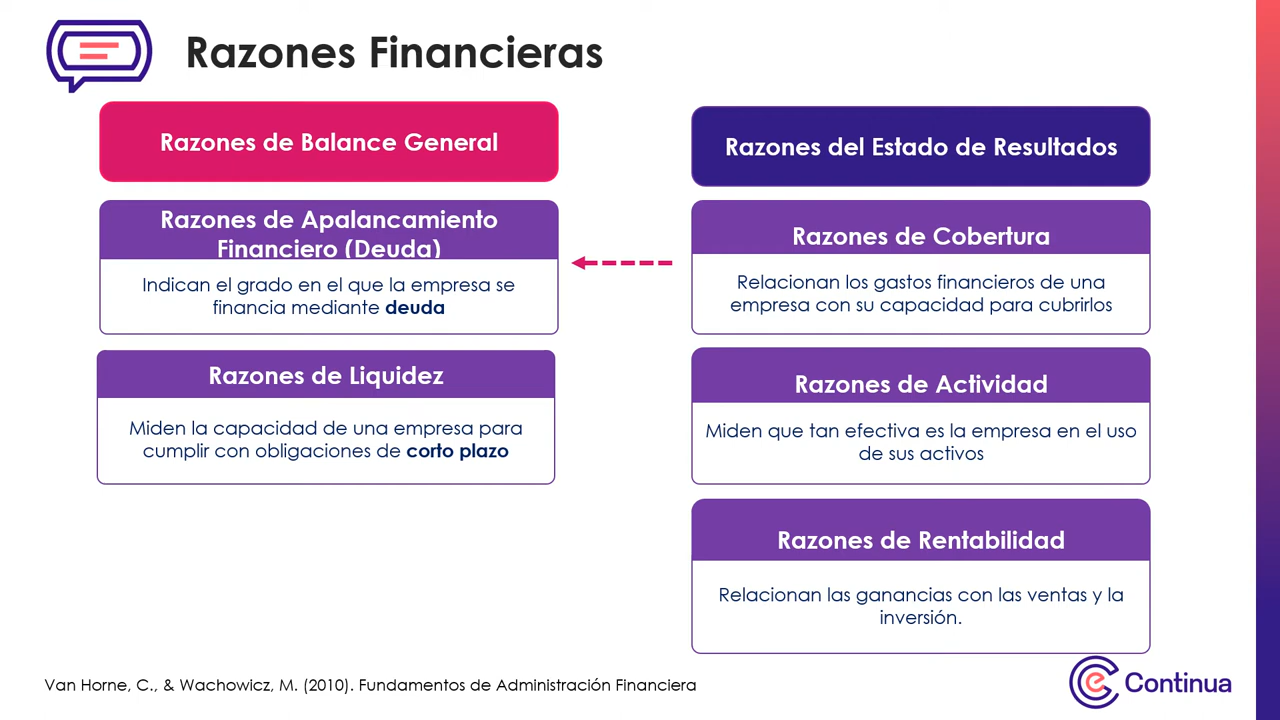 Razones Financieras
Razones de Balance General
Razones de Apalancamiento
Financiero (Deuda)
Indican el grado en el que la empresa se
financia mediante deuda
Razones de Liquidez
Miden la capacidad de una empresa para
cumplir con obligaciones de corto plazo
Razones del Estado de Resultados
Razones de Cobertura
Relacionan los gastos financieros de una
empresa con su capacidad para cubrirlos
Razones de Actividad
Miden que tan efectiva es la empresa en el uso
de sus activos
Razones de Rentabilidad
Relacionan las ganancias con las ventas y la
inversión.
Van Horne, C., & Wachowicz, M. (2010). Fundamentos de Administración Financiera
Continua